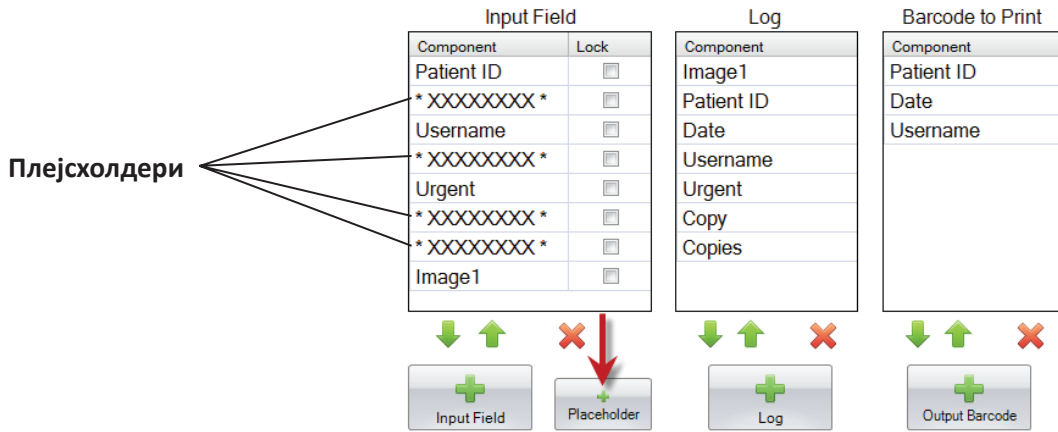 Input Field
Log
Barcode to Print
Component Lock
Component
Component
Patient ID
Image1
Patient ID
* XXXXXXXX *
Patient ID
Date
Username
Date
Username
* XXXXXXXX *
Username
Плејсхолдери
Urgent
Urgent
* XXXXXXXX *
Copy
* XXXXXXXX *
Copies
Image1
Input Field
Placeholder
Log
Output Barcode